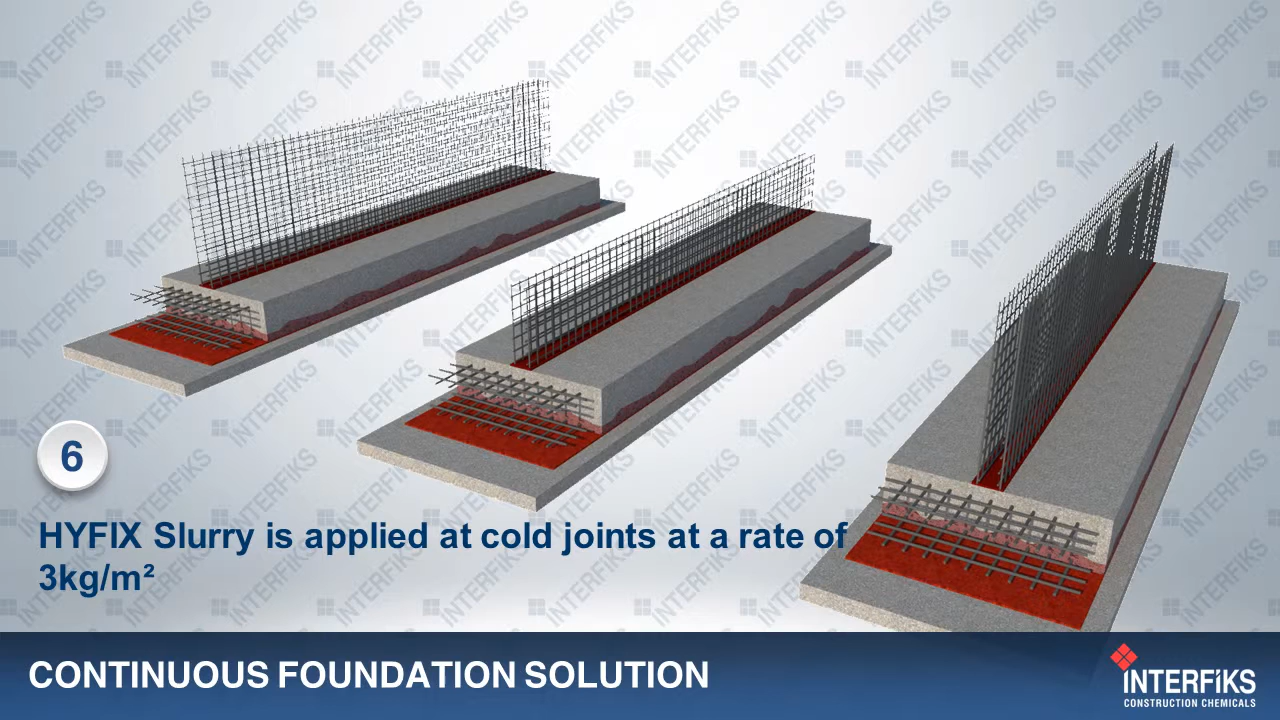 6
HYFIX Slurry is applied at cold joints at a rate of
3kg/m²
CONTINUOUS FOUNDATION SOLUTION
INTERFiKS
CONSTRUCTION CHEMICALS